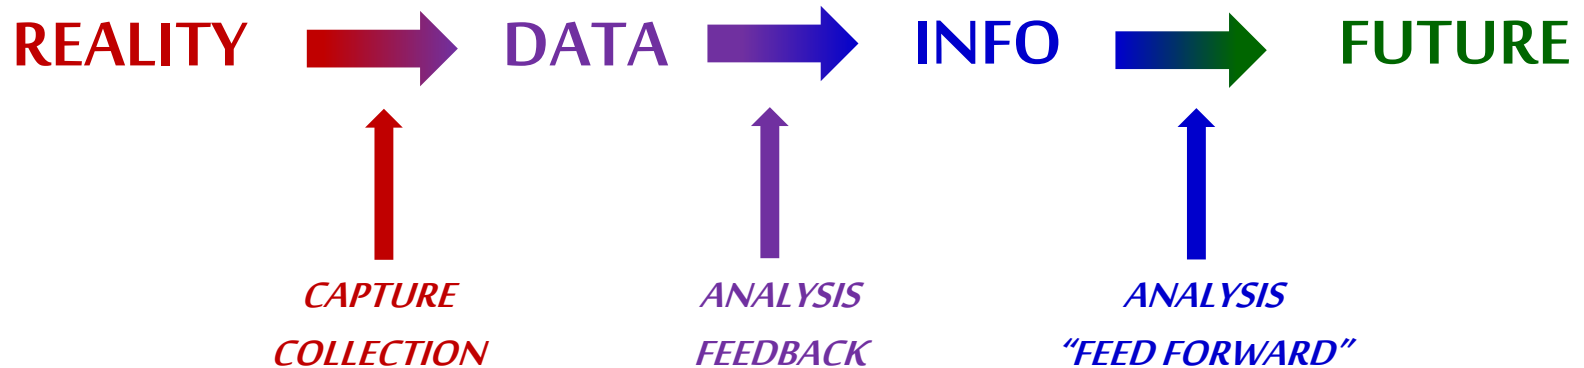 REALITY DATA INFO FUTURE
CAPTURE ANALYSIS ANALYSIS
COLLECTION FEEDBACK “FEED FORWARD”